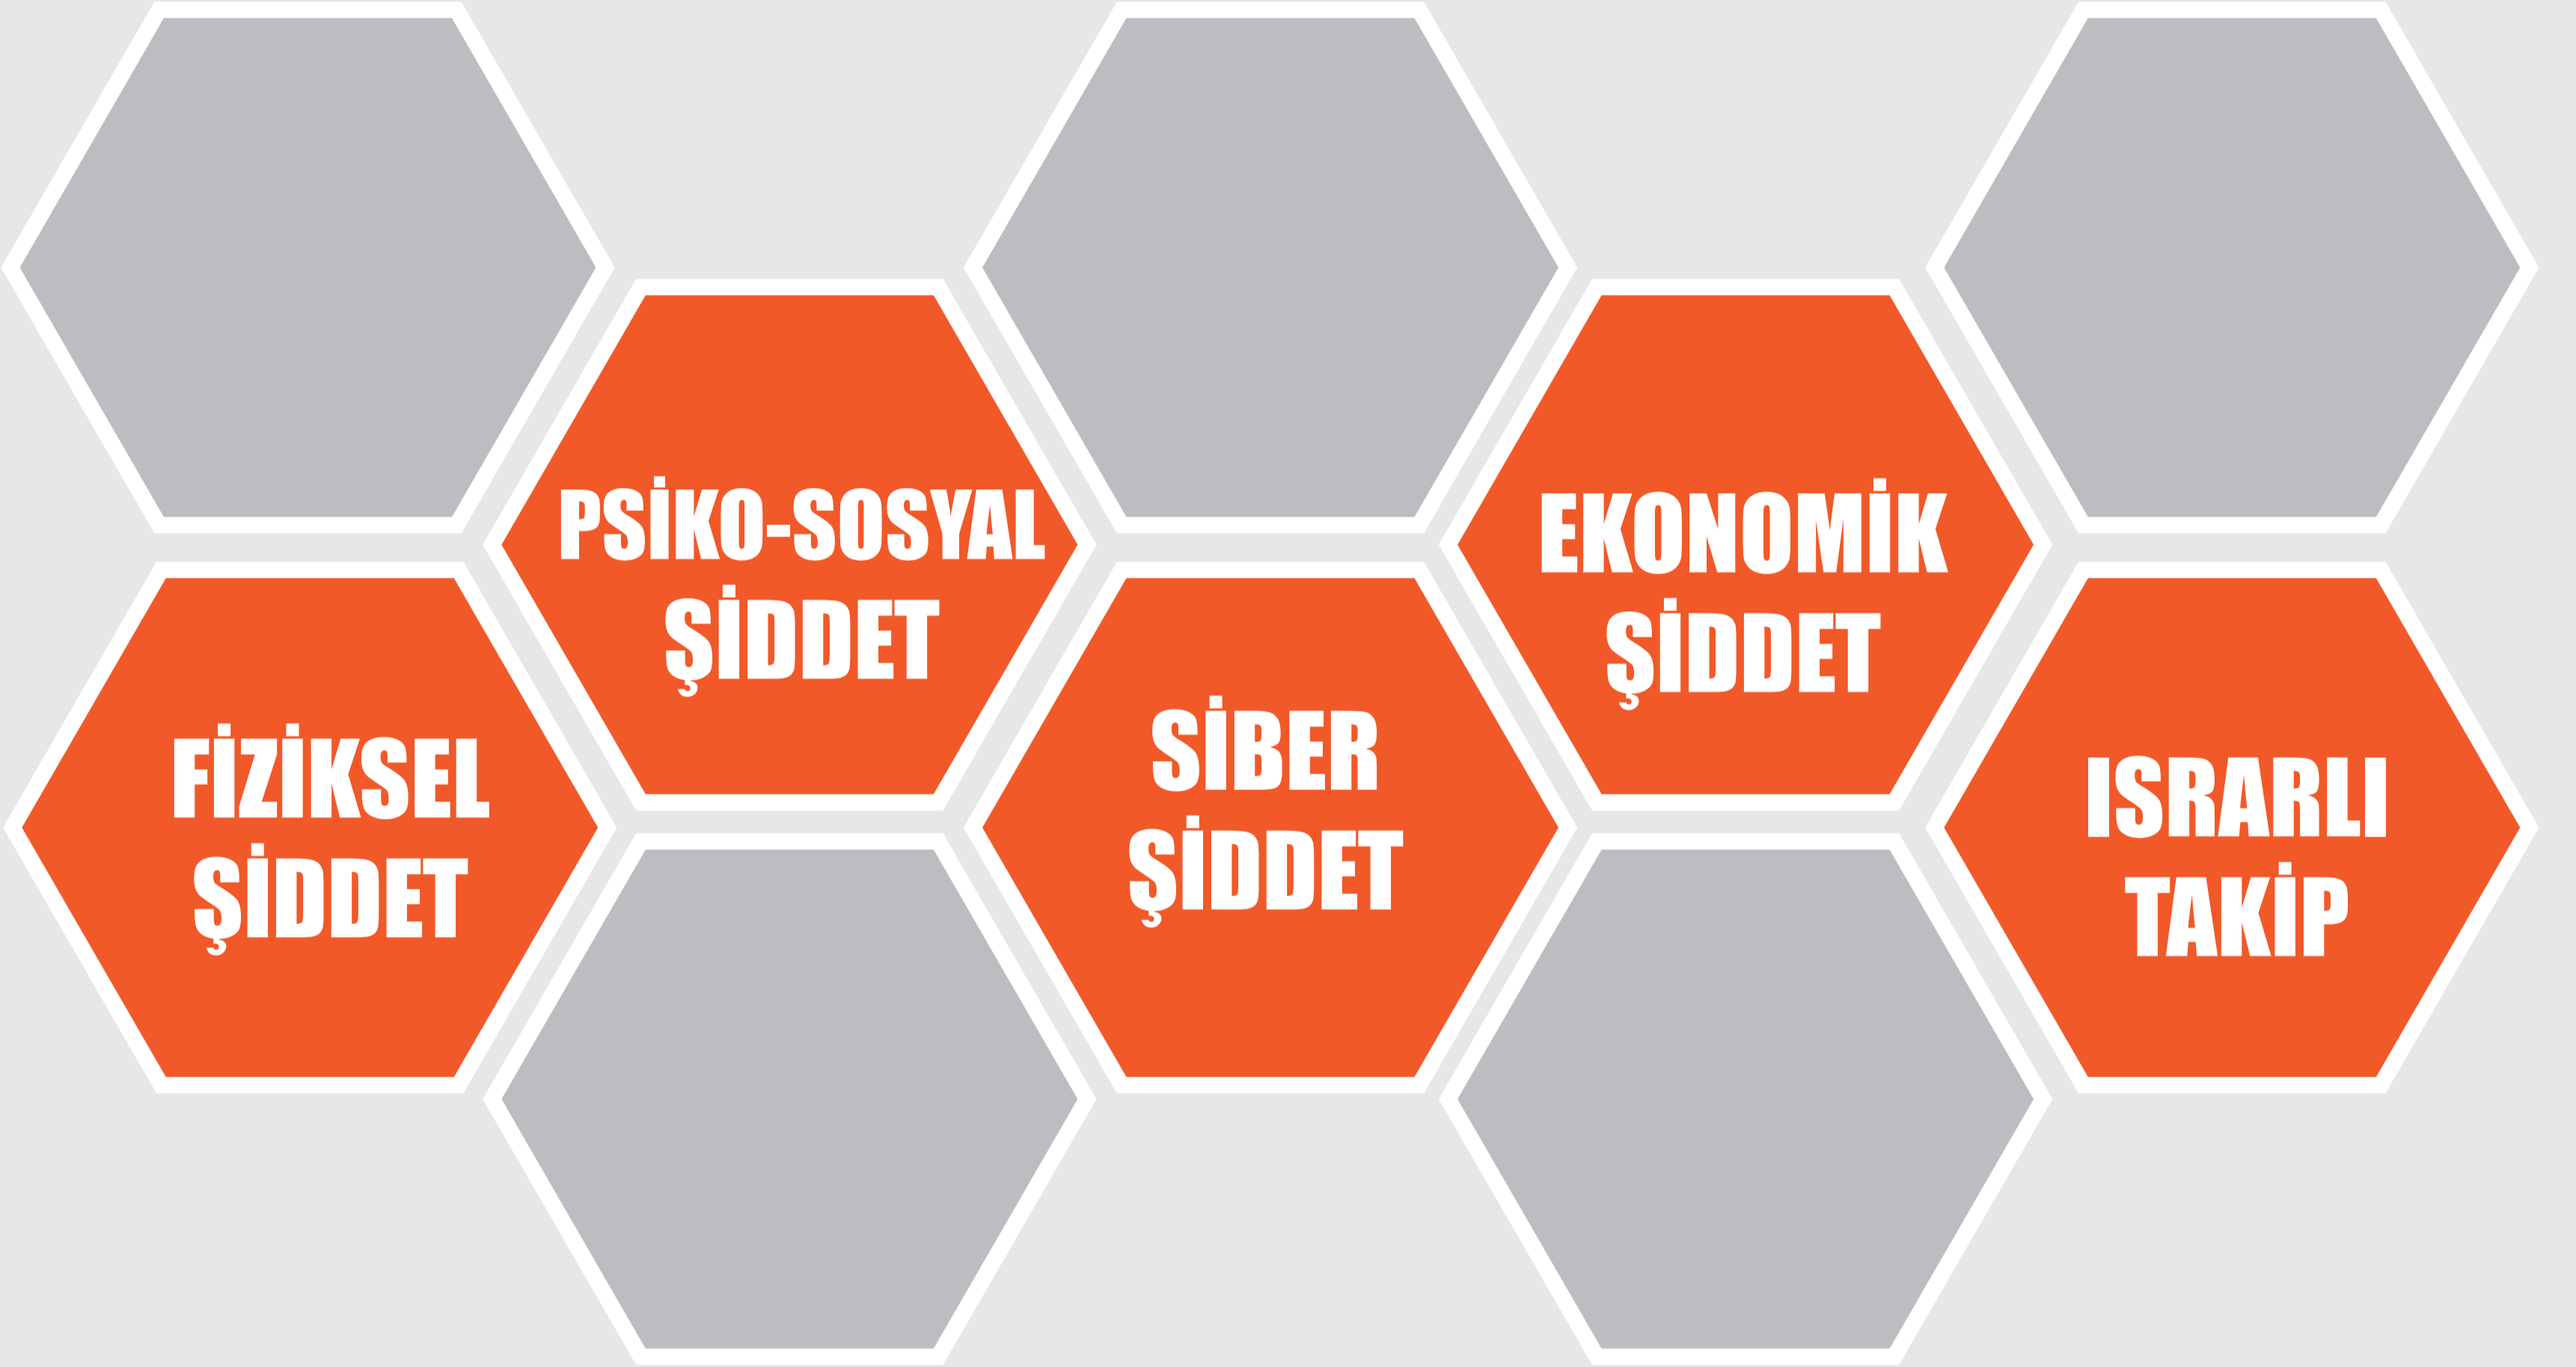 FİZİKSEL
ŞİDDET
PSİKO-SOSYAL
ŞİDDET
SİBER
ŞİDDET
EKONOMİK
ŞİDDET
ISRARLI
TAKİP